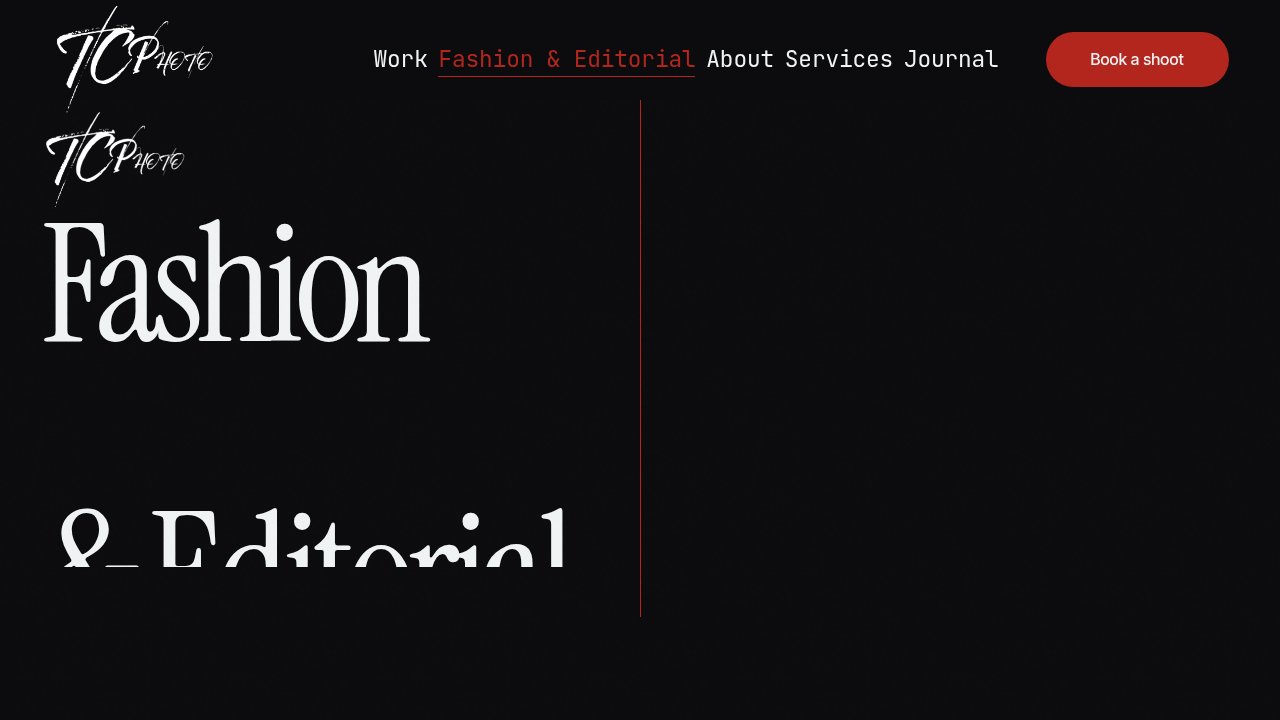 TCPHOTO
Work Fashion & Editorial About Services Journal
Book a shoot
TCPHOTO
Fashion
& Editorial